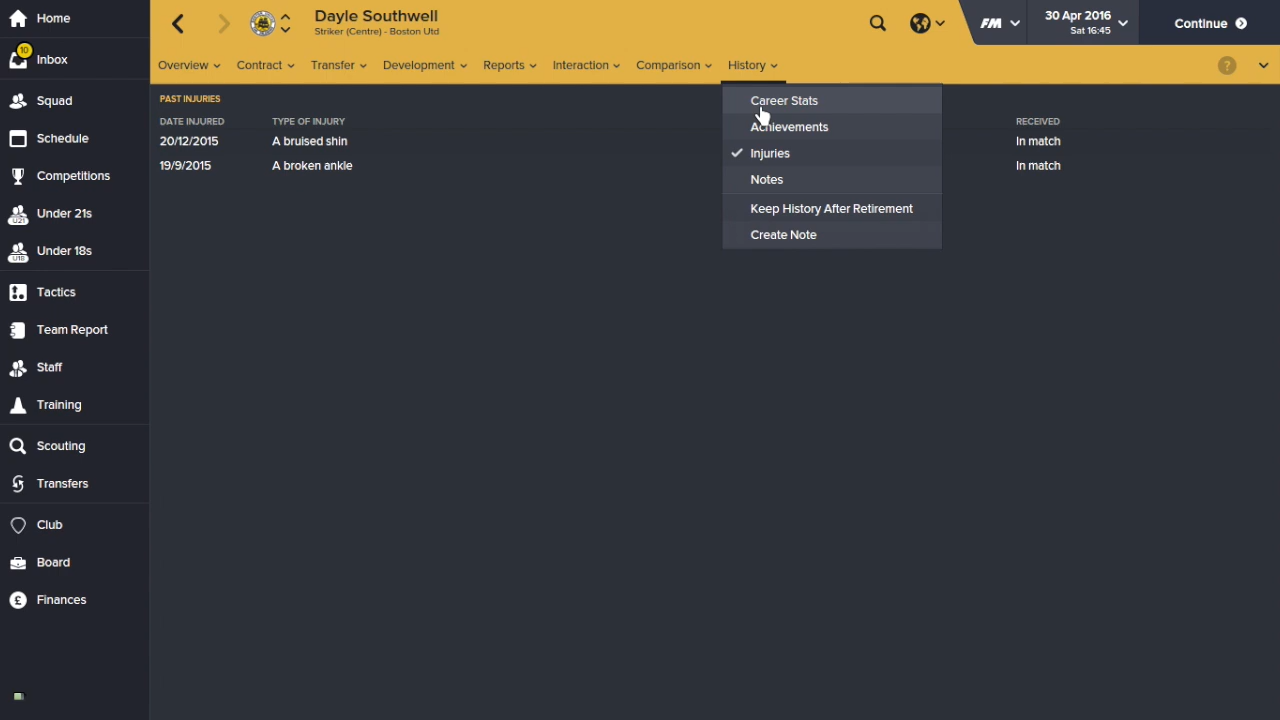 Home
10
Inbox
Squad
Schedule
Competitions
U21
Under 21s
U18
Under 18s
Tactics
Team Report
Staff
Training
Scouting
Transfers
Club
Board
£
Finances
Dayle Southwell
Striker (Centre) - Boston Utd
FM
30 Apr 2016
Sat 16:45
Continue
Overview
Contract
Transfer
Development
Reports
Interaction
Comparison
History
?
PAST INJURIES
DATE INJURED TYPE OF INJURY RECEIVED
20/12/2015 A bruised shin In match
19/9/2015 A broken ankle In match
Career Stats
Achievements
Injuries
Notes
Keep History After Retirement
Create Note